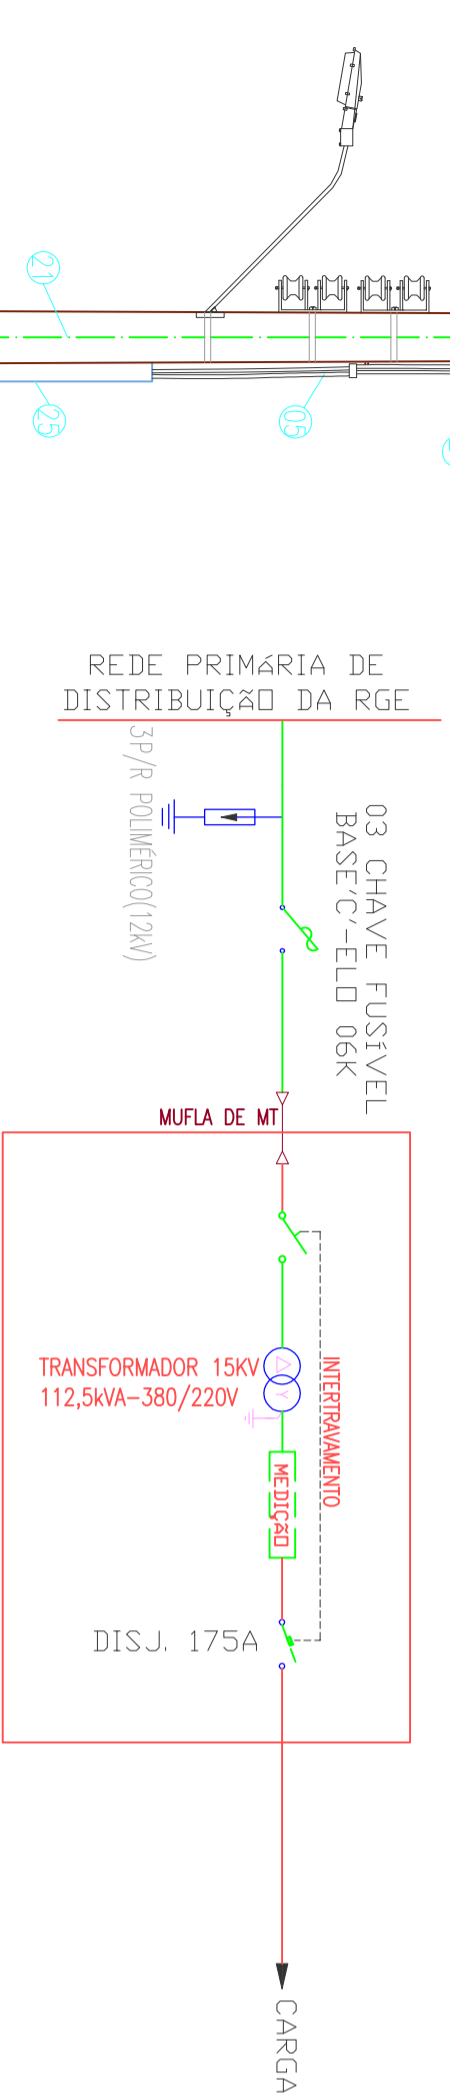 21
25
05
REDE PRIMáRIA DE
DISTRIBUIÇÃO DA RGE
3P/R POLIMÉRICO(12kV)
03 CHAVE FUSíVEL
BASE'C'-ELO 06K
MUFLA DE MT
TRANSFORMADOR 15KV
112,5kVA-380/220V
INTERTRAVAMENTO
MEDIÇÃO
DISJ. 175A
CARGA